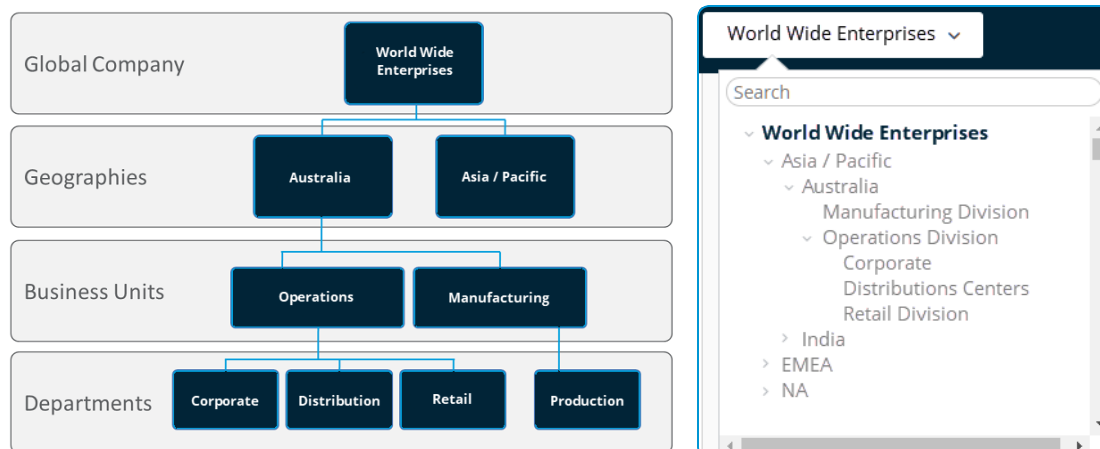 Global Company
World Wide
Enterprises
Geographies
Australia
Asia / Pacific
Business Units
Operations
Manufacturing
Departments
Corporate
Distribution
Retail
Production
World Wide Enterprises
Search
World Wide Enterprises
Asia / Pacific
Australia
Manufacturing Division
Operations Division
Corporate
Distributions Centers
Retail Division
India
EMEA
NA